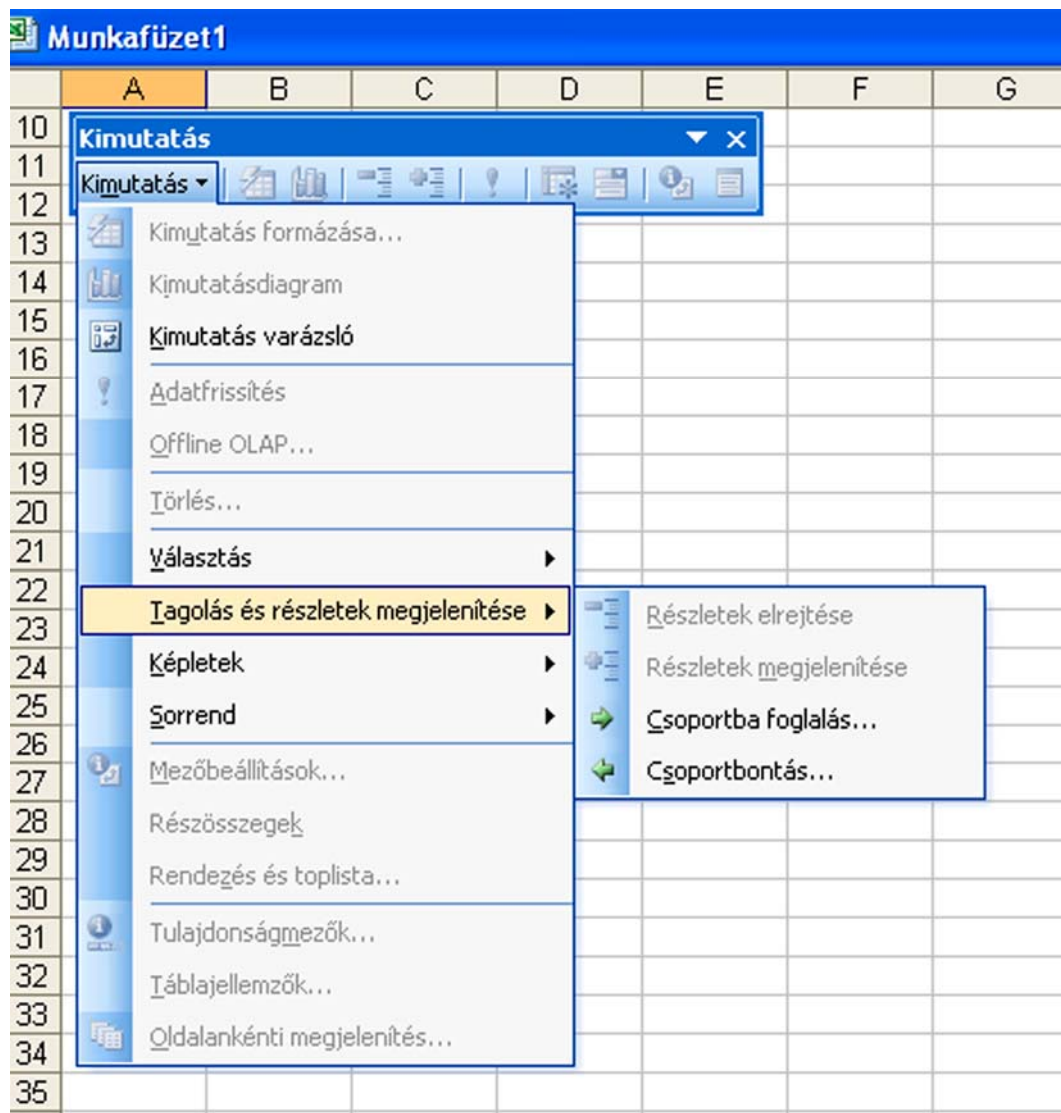 Munkafüzet1
A B C D E F G
10
Kimutatás
11
Kimutatás
12
13 Kimutatás formázása...
14 Kimutatásdiagram
15
Kimutatás varázsló
16
17 Adatfrissítés
18
Offline OLAP...
19
20 Törlés...
21 Választás
22
Tagolás és részletek megjelenítése Részletek elrejtése
23
24 Képletek Részletek megjelenítése
25 Sorrend Csoportba foglalás...
26
27 Mezőbeállítások... Csoportbontás...
28 Részösszegek
29
Rendezés és toplista...
30
31 Tulajdonságmezők...
32 Táblajellemzők...
33
34 Oldalankénti megjelenítés...
35